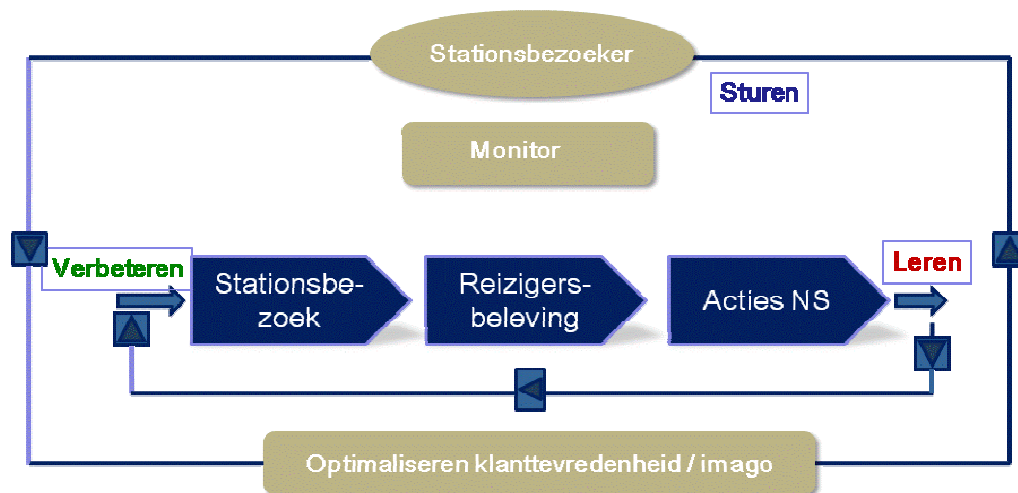 Stationsbezoeker
Sturen
Monitor
Verbeteren
Stationsbe-
zoek
Reizigers-
beleving
Acties NS
Leren
Optimaliseren klanttevredenheid / imago